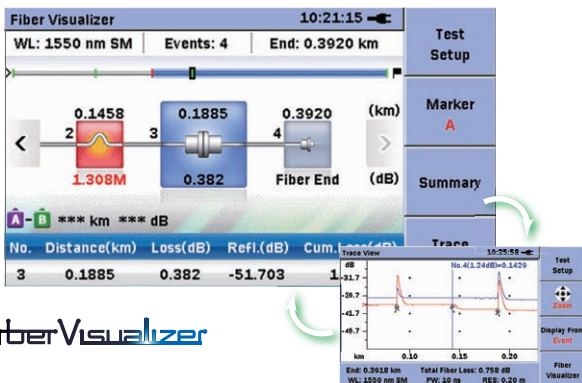 Fiber Visualizer 10:21:15
WL: 1550 nm SM Events: 4 End: 0.3920 km
0.1458 0.1885 0.3920 (km)
2 3 4
1.308M 0.382 Fiber End (dB)
A-B *** km *** dB
No. Distance(km) Loss(dB) Refl.(dB)
3 0.1885 0.382 -51.703
Test
Setup
Marker
A
Summary
Trace
Trace View 10:25:58
dB No.4(1.24dB)=0.1429
-31.7
-41.7
km 0.10 0.15 0.20
End: 0.3918 km Total Fiber Loss: 0.758 dB
WL: 1550 nm SM PW: 10 ns RES: 0.20 m
Test
Setup
Zoom
Display From
Event
Fiber
Visualizer
Visualizer